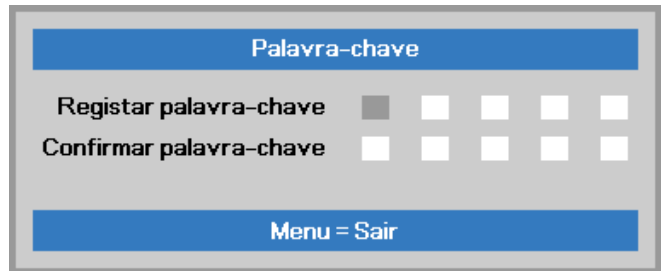 Palavra-chave
Registar palavra-chave
Confirmar palavra-chave
Menu = Sair